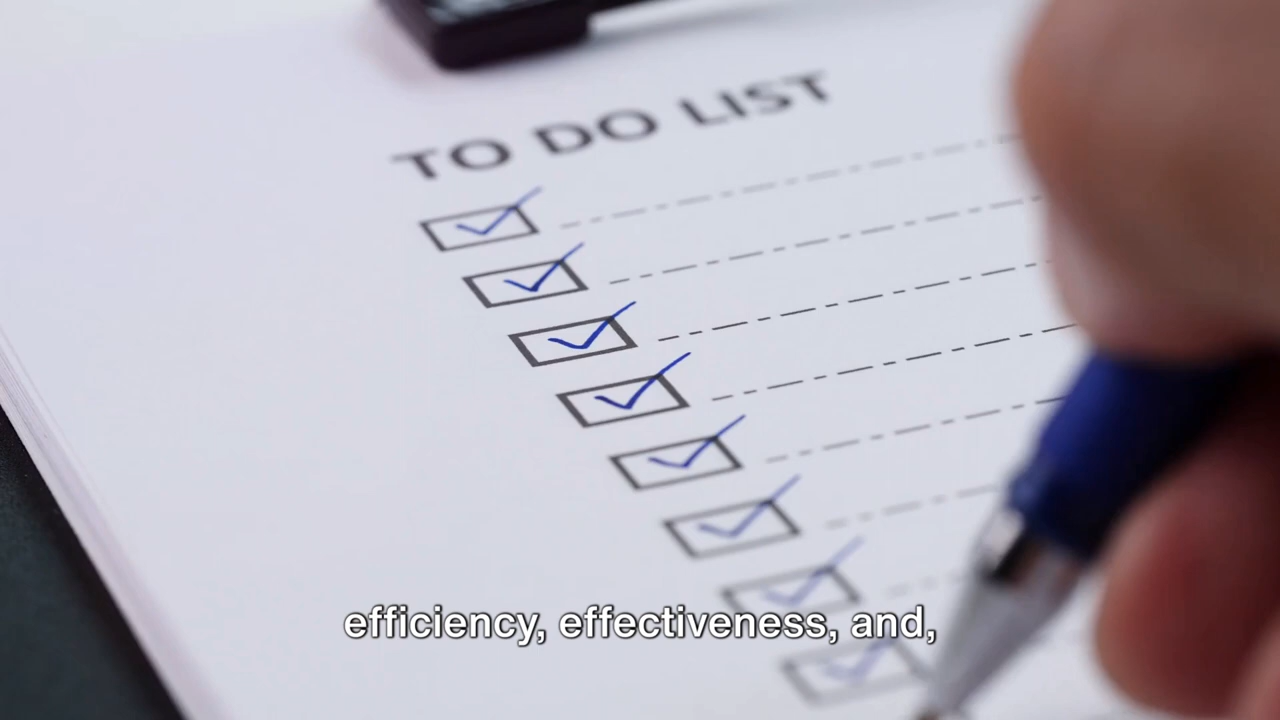 TO DO LIST
efficiency, effectiveness, and,